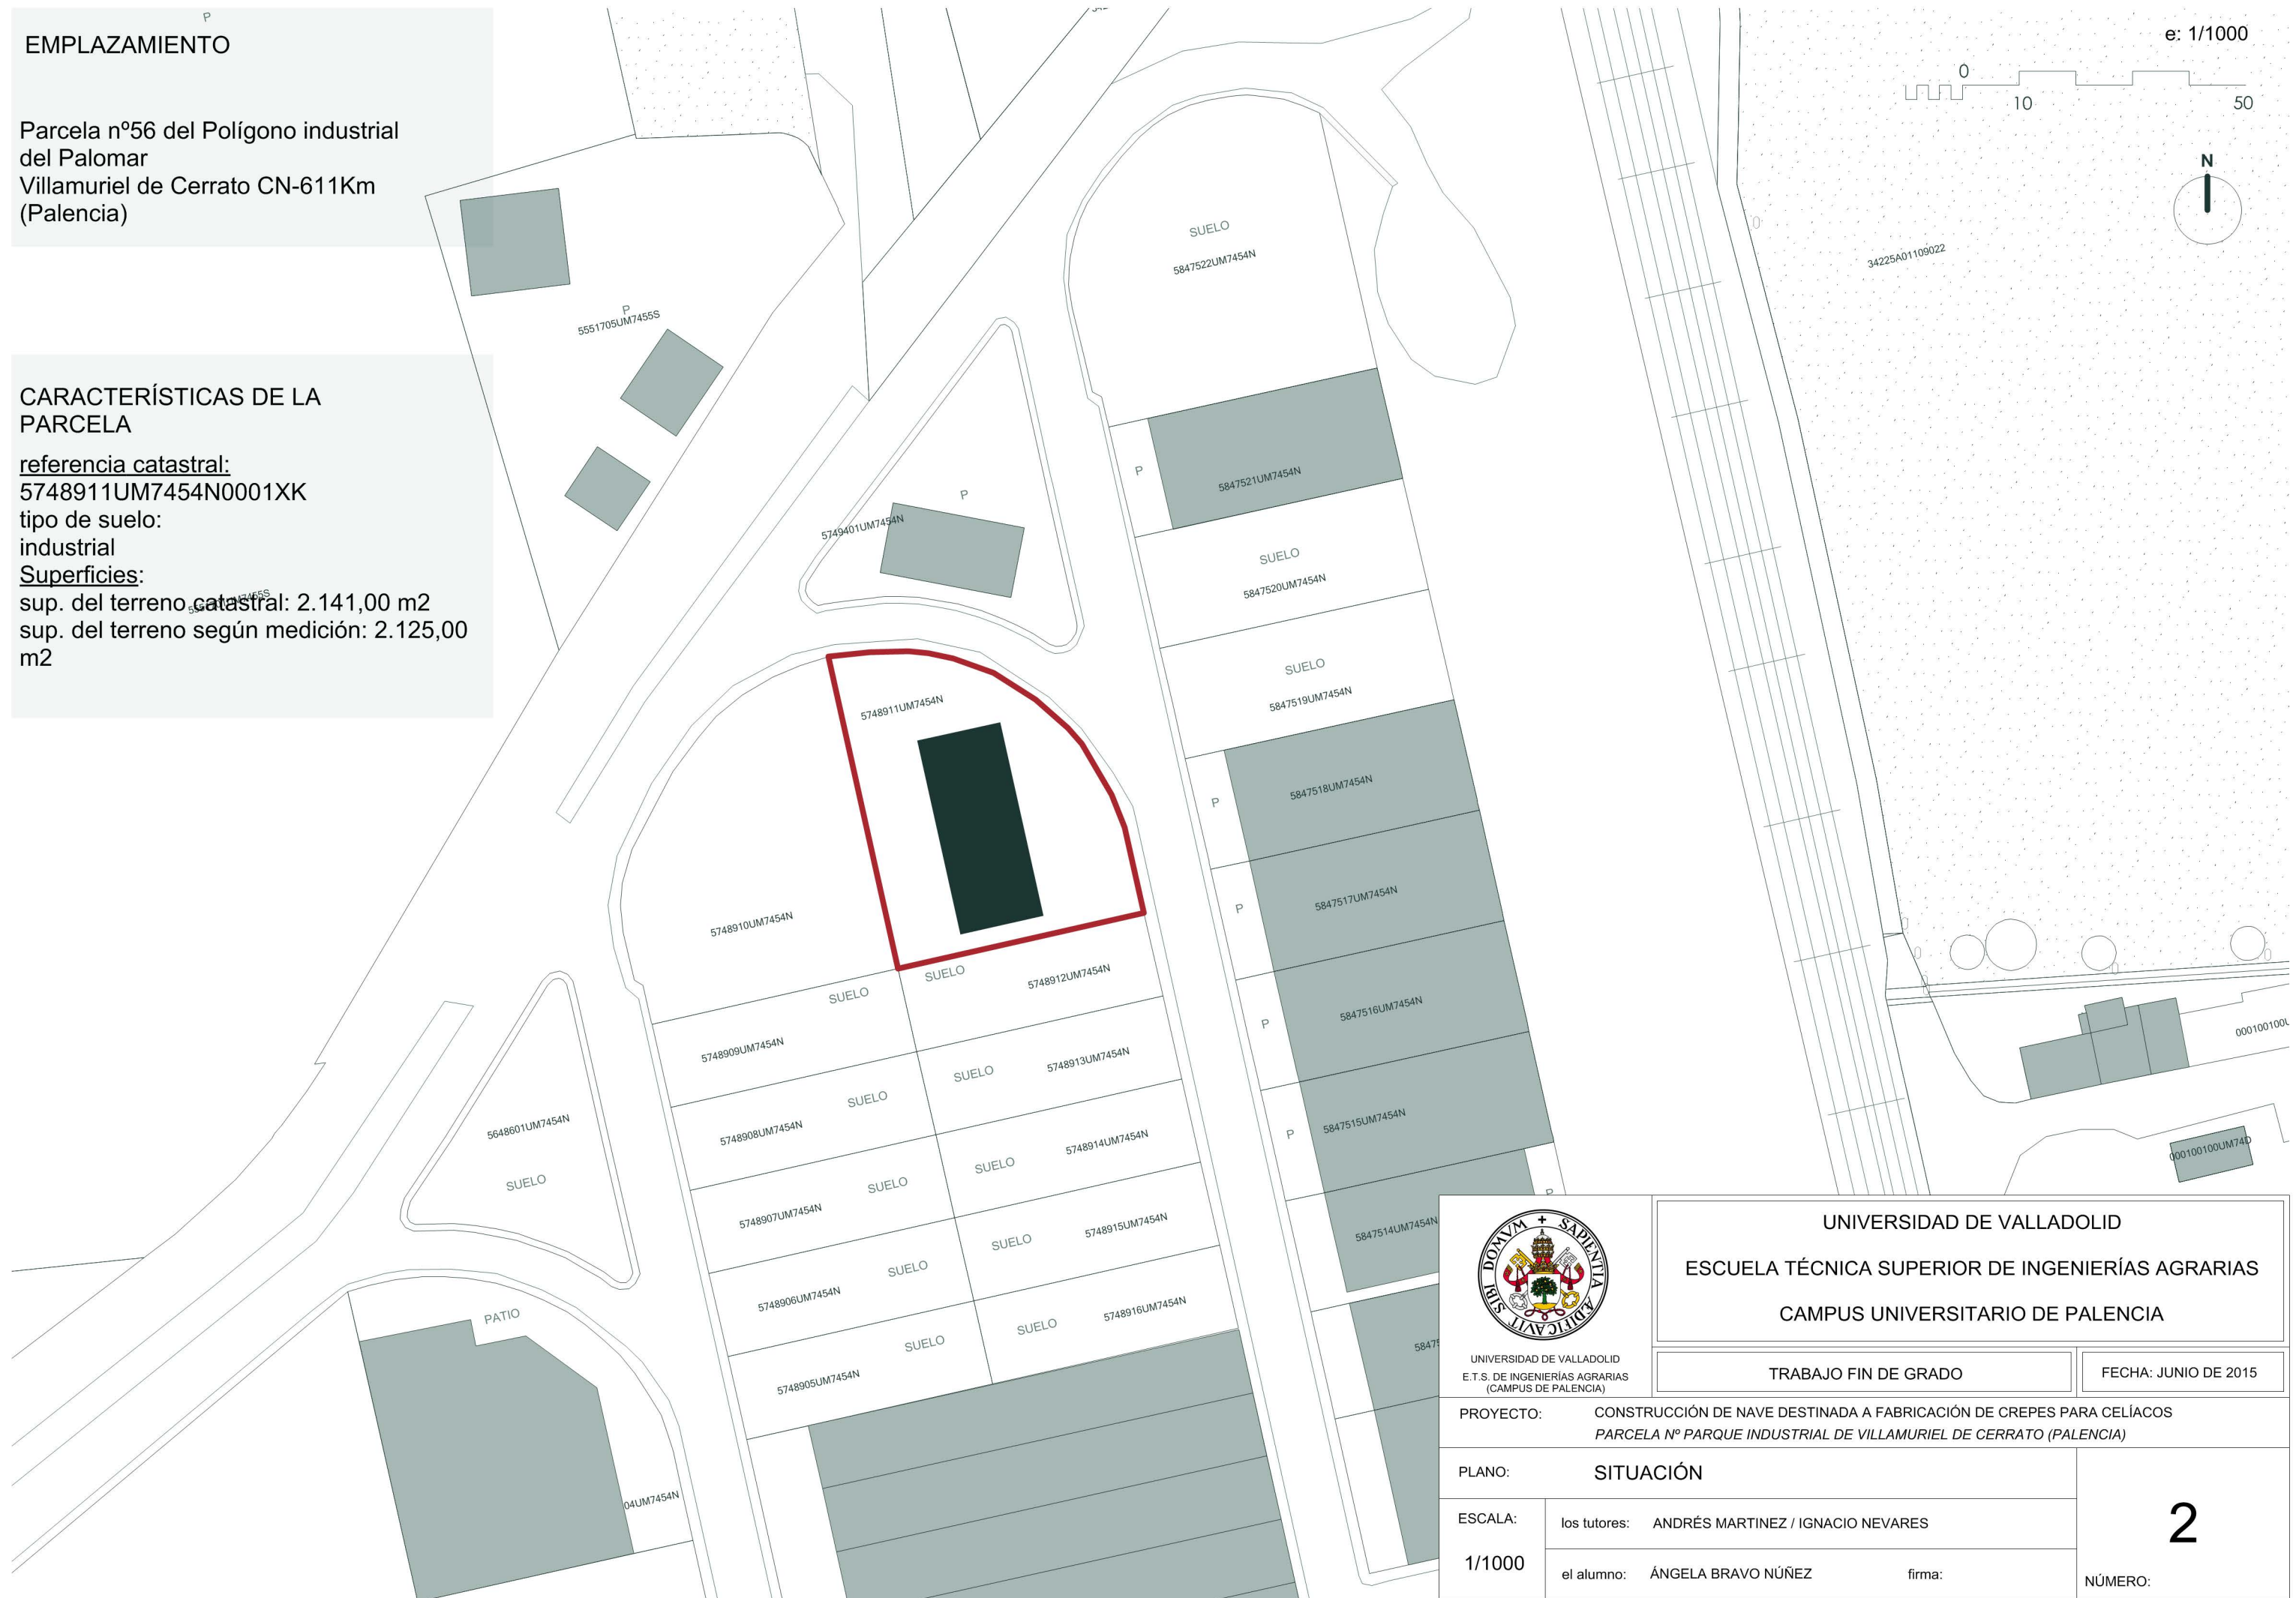 P
EMPLAZAMIENTO
Parcela nº56 del Polígono industrial
del Palomar
Villamuriel de Cerrato CN-611Km
(Palencia)
CARACTERÍSTICAS DE LA
PARCELA
referencia catastral:
5748911UM7454N0001XK
tipo de suelo:
industrial
Superficies:
sup. del terreno catastral: 2.141,00 m2
sup. del terreno según medición: 2.125,00
m2
e: 1/1000
0
10
50
N
34225A01109022
P
5551705UM7455S
SUELO
5847522UM7454N
P
5847521UM7454N
P
5749401UM7454N
SUELO
5847520UM7454N
SUELO
5847519UM7454N
5748911UM7454N
P
5847518UM7454N
P
5847517UM7454N
5748910UM7454N
P
5847516UM7454N
SUELO
5748912UM7454N
SUELO
5748909UM7454N
P
5847515UM7454N
SUELO
5748913UM7454N
SUELO
5748908UM7454N
P
5847514UM7454N
SUELO
5748914UM7454N
SUELO
5748907UM7454N
SUELO
5748915UM7454N
SUELO
5748906UM7454N
SUELO
5748916UM7454N
SUELO
5748905UM7454N
5648601UM7454N
SUELO
PATIO
04UM7454N
5847
000100100U
000100100UM74D
SIBI DOMVM + SAPIENTIA ÆDIFICAVIT
UNIVERSIDAD DE VALLADOLID
E.T.S. DE INGENIERÍAS AGRARIAS
(CAMPUS DE PALENCIA)
UNIVERSIDAD DE VALLADOLID
ESCUELA TÉCNICA SUPERIOR DE INGENIERÍAS AGRARIAS
CAMPUS UNIVERSITARIO DE PALENCIA
TRABAJO FIN DE GRADO
FECHA: JUNIO DE 2015
PROYECTO:
CONSTRUCCIÓN DE NAVE DESTINADA A FABRICACIÓN DE CREPES PARA CELÍACOS
PARCELA Nº PARQUE INDUSTRIAL DE VILLAMURIEL DE CERRATO (PALENCIA)
PLANO:
SITUACIÓN
ESCALA:
1/1000
los tutores: ANDRÉS MARTINEZ / IGNACIO NEVARES
el alumno: ÁNGELA BRAVO NÚÑEZ
firma:
2
NÚMERO: